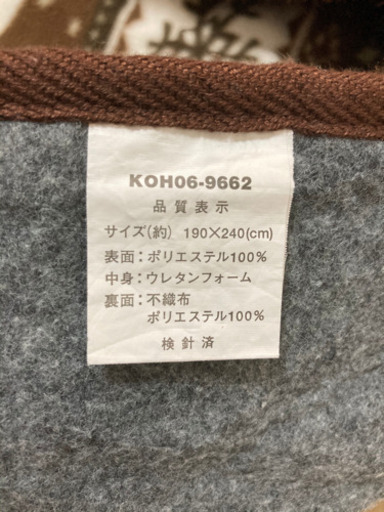 KOH06-9662
品質表示
サイズ(約) 190×240(cm)
表面：ポリエステル100%
中身：ウレタンフォーム
裏面：不織布
ポリエステル100%
検針済